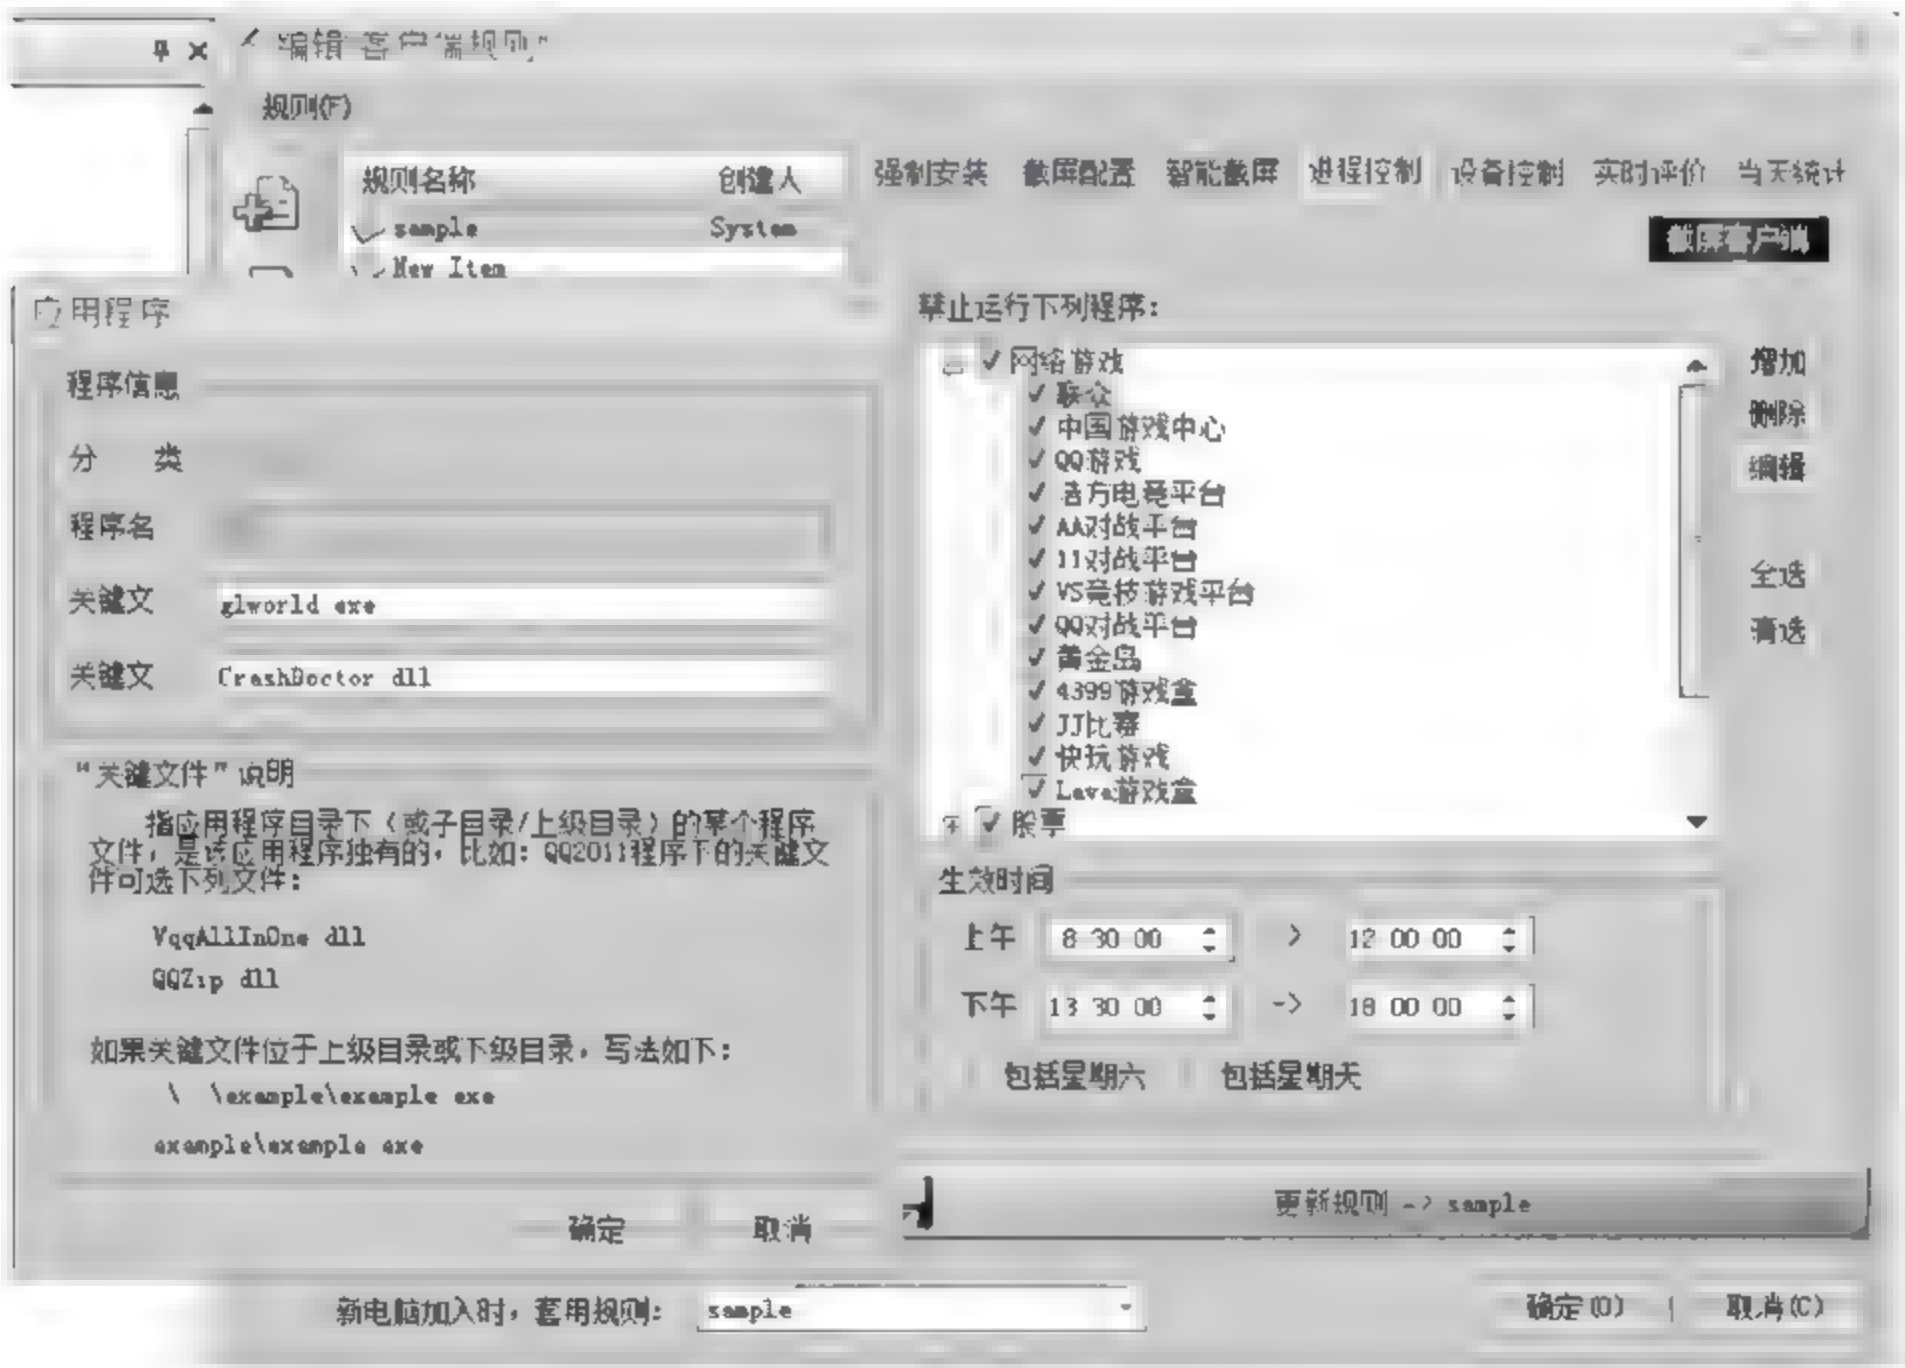 编辑"客户端规则"
规则(F)
规则名称 创建人
sample System
New Item
强制安装 截屏配置 智能截屏 进程控制 设备控制 实时评价 当天统计
截屏客户端
应用程序
程序信息
分 类
程序名
关键文 glworld exe
关键文 CrashDoctor dll
"关键文件"说明
指应用程序目录下（或子目录/上级目录）的某个程序
文件，是该应用程序独有的，比如：QQ2011程序下的关键文
件可选下列文件：
VqqAllInOne dll
QQZip dll
如果关键文件位于上级目录或下级目录，写法如下：
\ \example\example exe
example\example exe
确定 取消
禁止运行下列程序：
网络游戏
联众
中国游戏中心
QQ游戏
浩方电竞平台
AA对战平台
11对战平台
VS竞技游戏平台
QQ对战平台
黄金岛
4399游戏盒
JJ比赛
快玩游戏
Lava游戏盒
股票
增加
删除
编辑
全选
清选
生效时间
上午 8 30 00 > 12 00 00
下午 13 30 00 -> 18 00 00
包括星期六 包括星期天
更新规则 -> sample
新电脑加入时，套用规则： sample
确定(O) 取消(C)